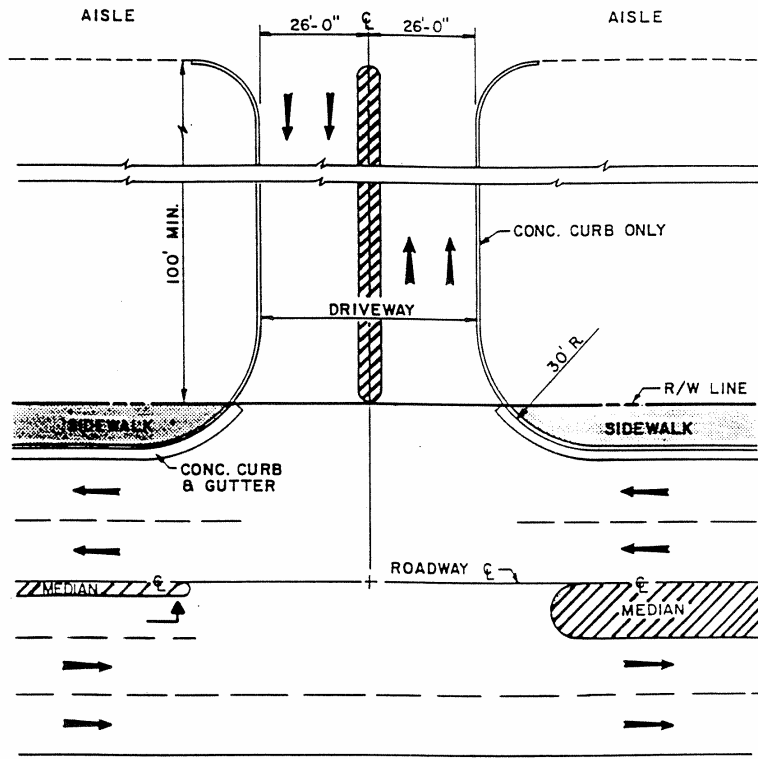 AISLE
26'-0" ℄ 26'-0"
AISLE
100' MIN.
CONC. CURB ONLY
DRIVEWAY
30' R
R/W LINE
SIDEWALK
SIDEWALK
CONC. CURB
& GUTTER
ROADWAY ℄
MEDIAN ℄
℄
MEDIAN